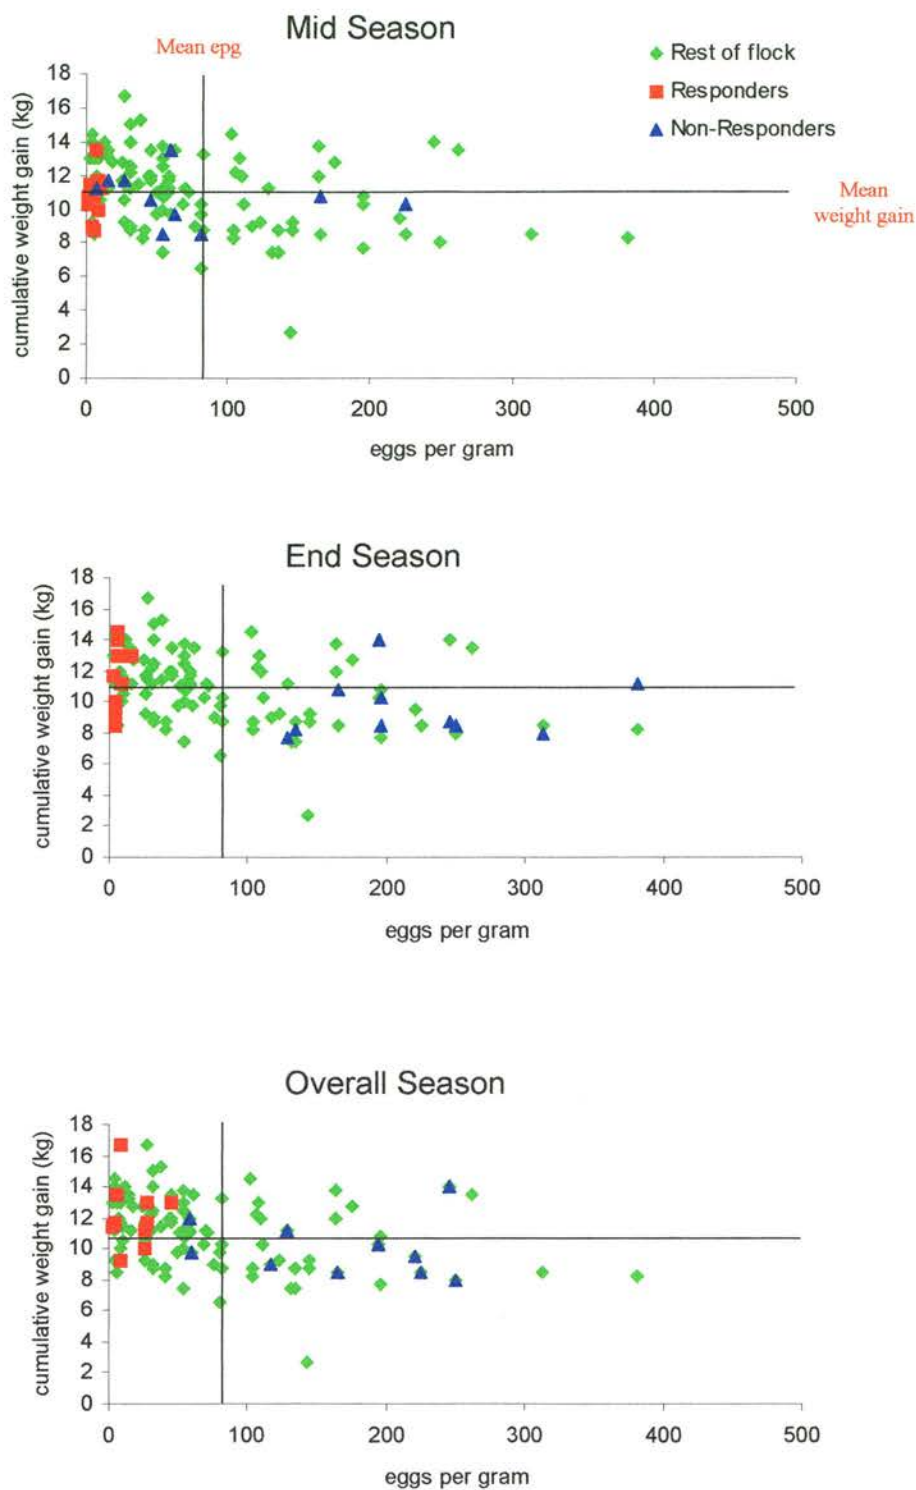 Mid Season
Mean epg
Rest of flock
Responders
Non-Responders
18
16
14
12
10
8
6
4
2
0
cumulative weight gain (kg)
Mean
weight gain
0 100 200 300 400 500
eggs per gram
End Season
18
16
14
12
10
8
6
4
2
0
cumulative weight gain (kg)
0 100 200 300 400 500
eggs per gram
Overall Season
18
16
14
12
10
8
6
4
2
0
cumulative weight gain (kg)
0 100 200 300 400 500
eggs per gram